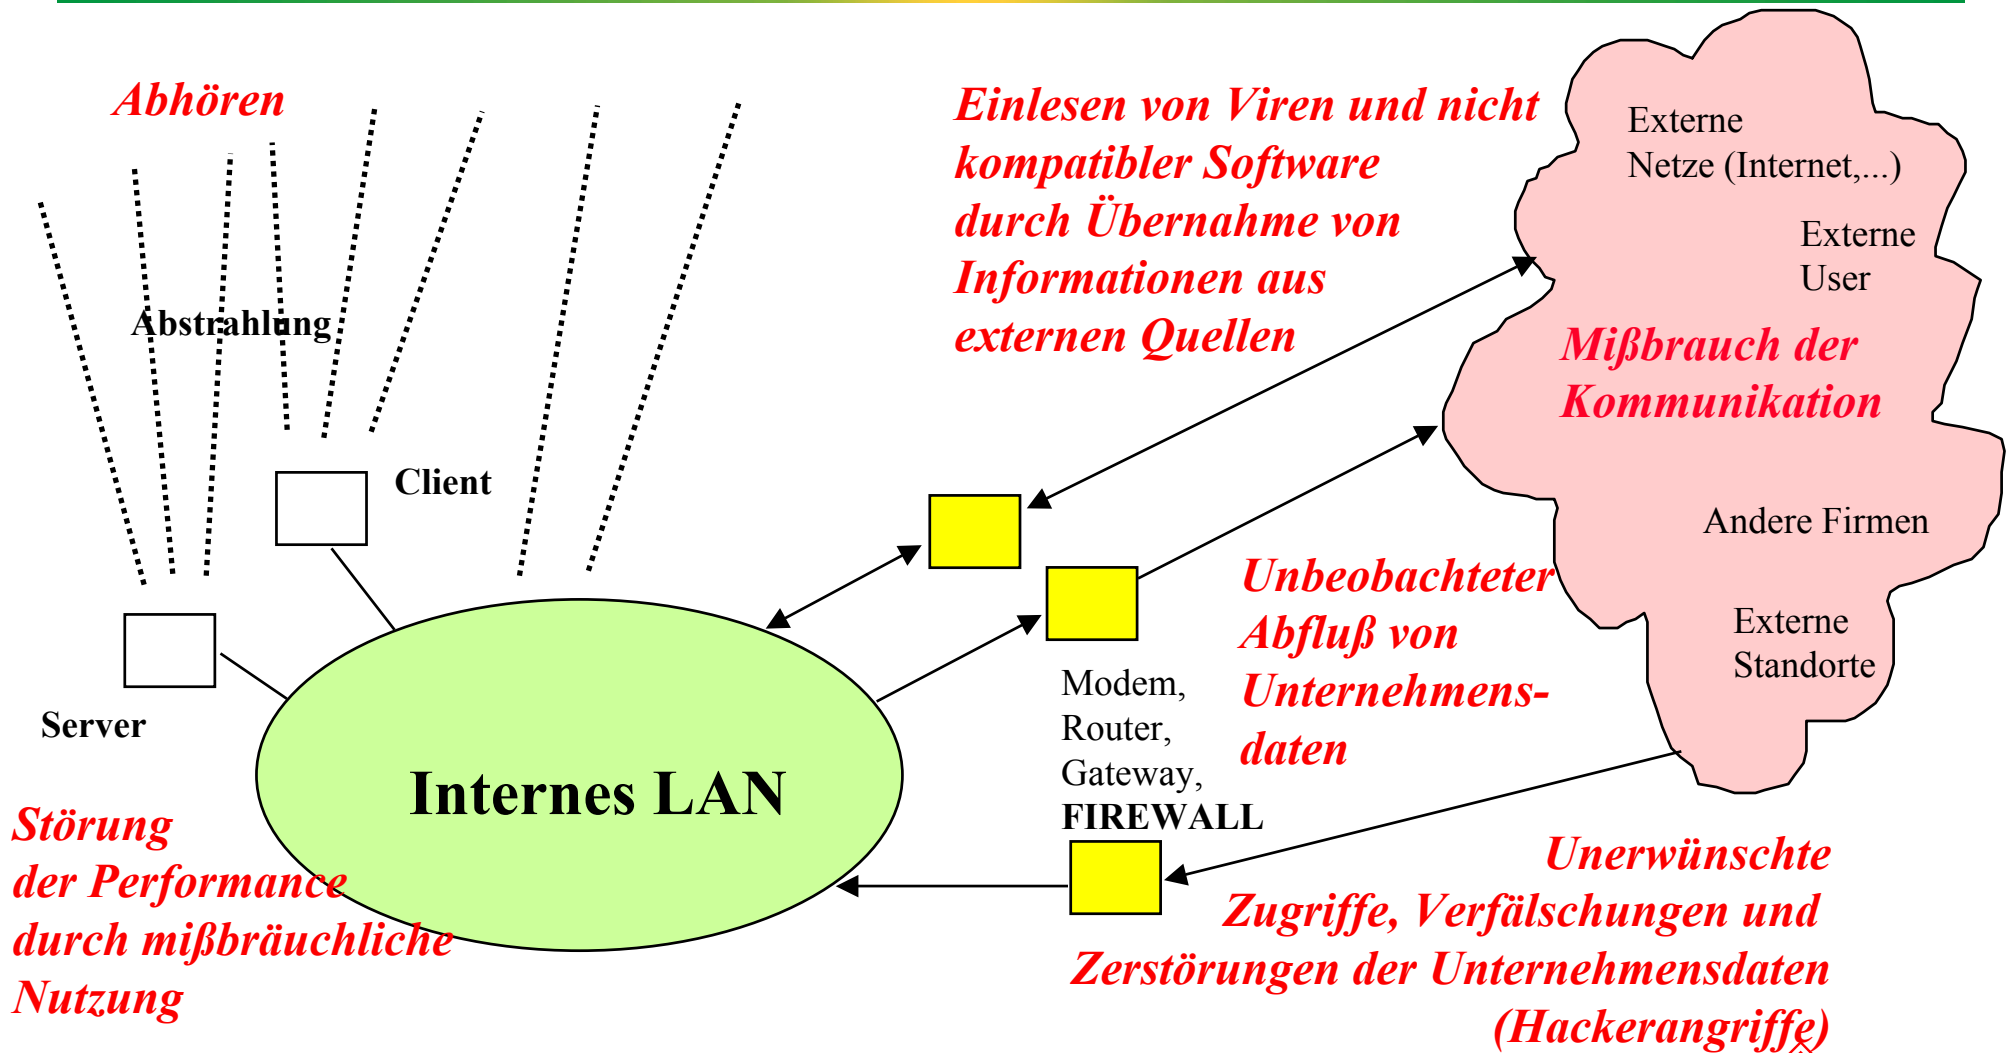 Abhören
Abstrahlung
Client
Server
Internes LAN
Störung
der Performance
durch mißbräuchliche
Nutzung
Einlesen von Viren und nicht
kompatibler Software
durch Übernahme von
Informationen aus
externen Quellen
Externe
Netze (Internet,...)
Externe
User
Mißbrauch der
Kommunikation
Andere Firmen
Externe
Standorte
Unbeobachteter
Abfluß von
Unternehmens-
daten
Modem,
Router,
Gateway,
FIREWALL
Unerwünschte
Zugriffe, Verfälschungen und
Zerstörungen der Unternehmensdaten
(Hackerangriffe)